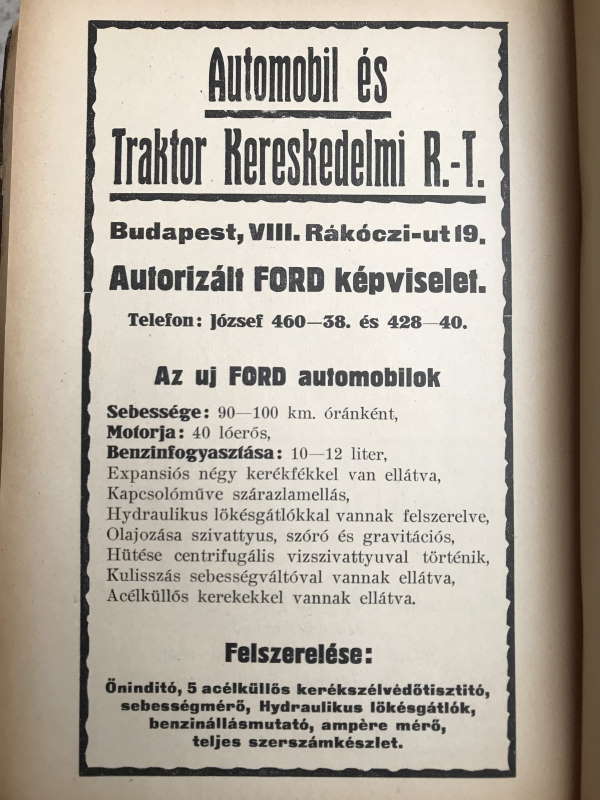 Automobil és
Traktor Kereskedelmi R.-T.
Budapest, VIII. Rákóczi-ut 19.
Autorizált FORD képviselet.
Telefon: József 460—38. és 428—40.
Az uj FORD automobilok
Sebessége: 90—100 km. óránként,
Motorja: 40 lóerős,
Benzinfogyasztása: 10—12 liter,
Expansiós négy kerékfékkel van ellátva,
Kapcsolóműve szárazlamellás,
Hydraulikus lökésgátlókkal vannak felszerelve,
Olajozása szivattyus, szóró és gravitációs,
Hütése centrifugális vizszivattyuval történik,
Kulisszás sebességváltóval vannak ellátva,
Acélküllős kerekekkel vannak ellátva.
Felszerelése:
Öninditó, 5 acélküllős kerékszélvédőtisztitó,
sebességmérő, Hydraulikus lökésgátlók,
benzinállásmutató, ampère mérő,
teljes szerszámkészlet.